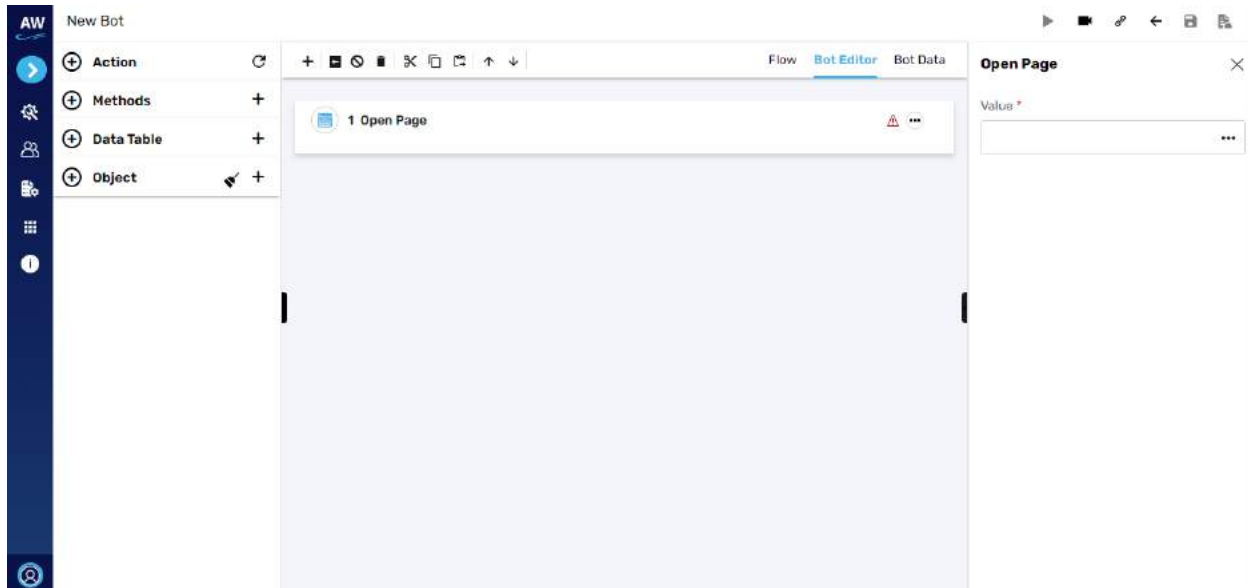 AW
New Bot
Action
Methods
Data Table
Object
Flow Bot Editor Bot Data
1 Open Page
Open Page
Value *